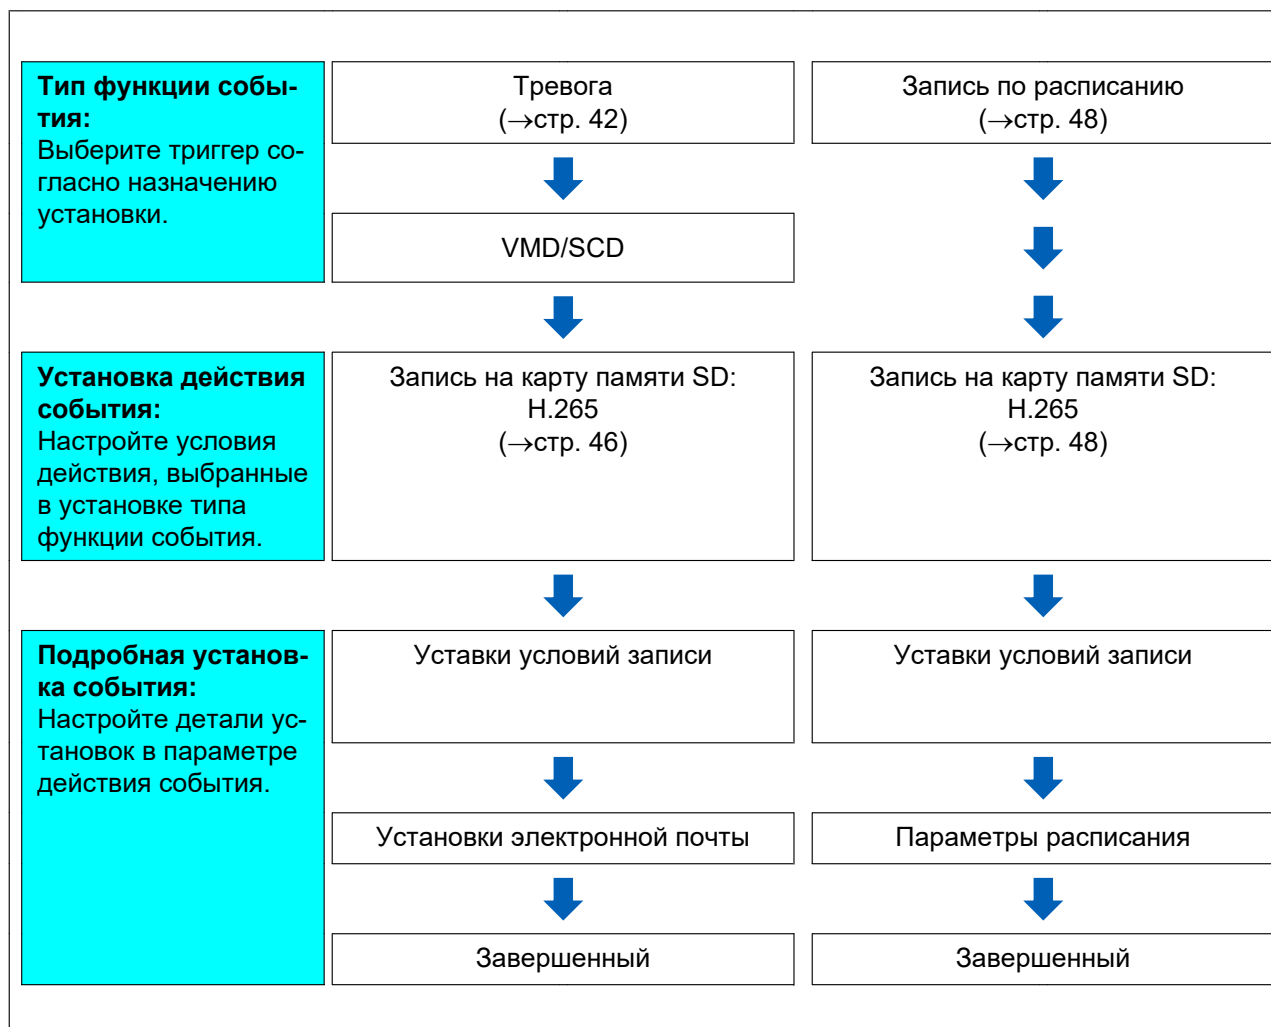 Тип функции собы-
тия:
Выберите триггер со-
гласно назначению
установки.
Тревога
(→стр. 42)
Запись по расписанию
(→стр. 48)
VMD/SCD
Установка действия
события:
Настройте условия
действия, выбранные
в установке типа
функции события.
Запись на карту памяти SD:
H.265
(→стр. 46)
Запись на карту памяти SD:
H.265
(→стр. 48)
Подробная установ-
ка события:
Настройте детали ус-
тановок в параметре
действия события.
Уставки условий записи
Уставки условий записи
Установки электронной почты
Параметры расписания
Завершенный
Завершенный